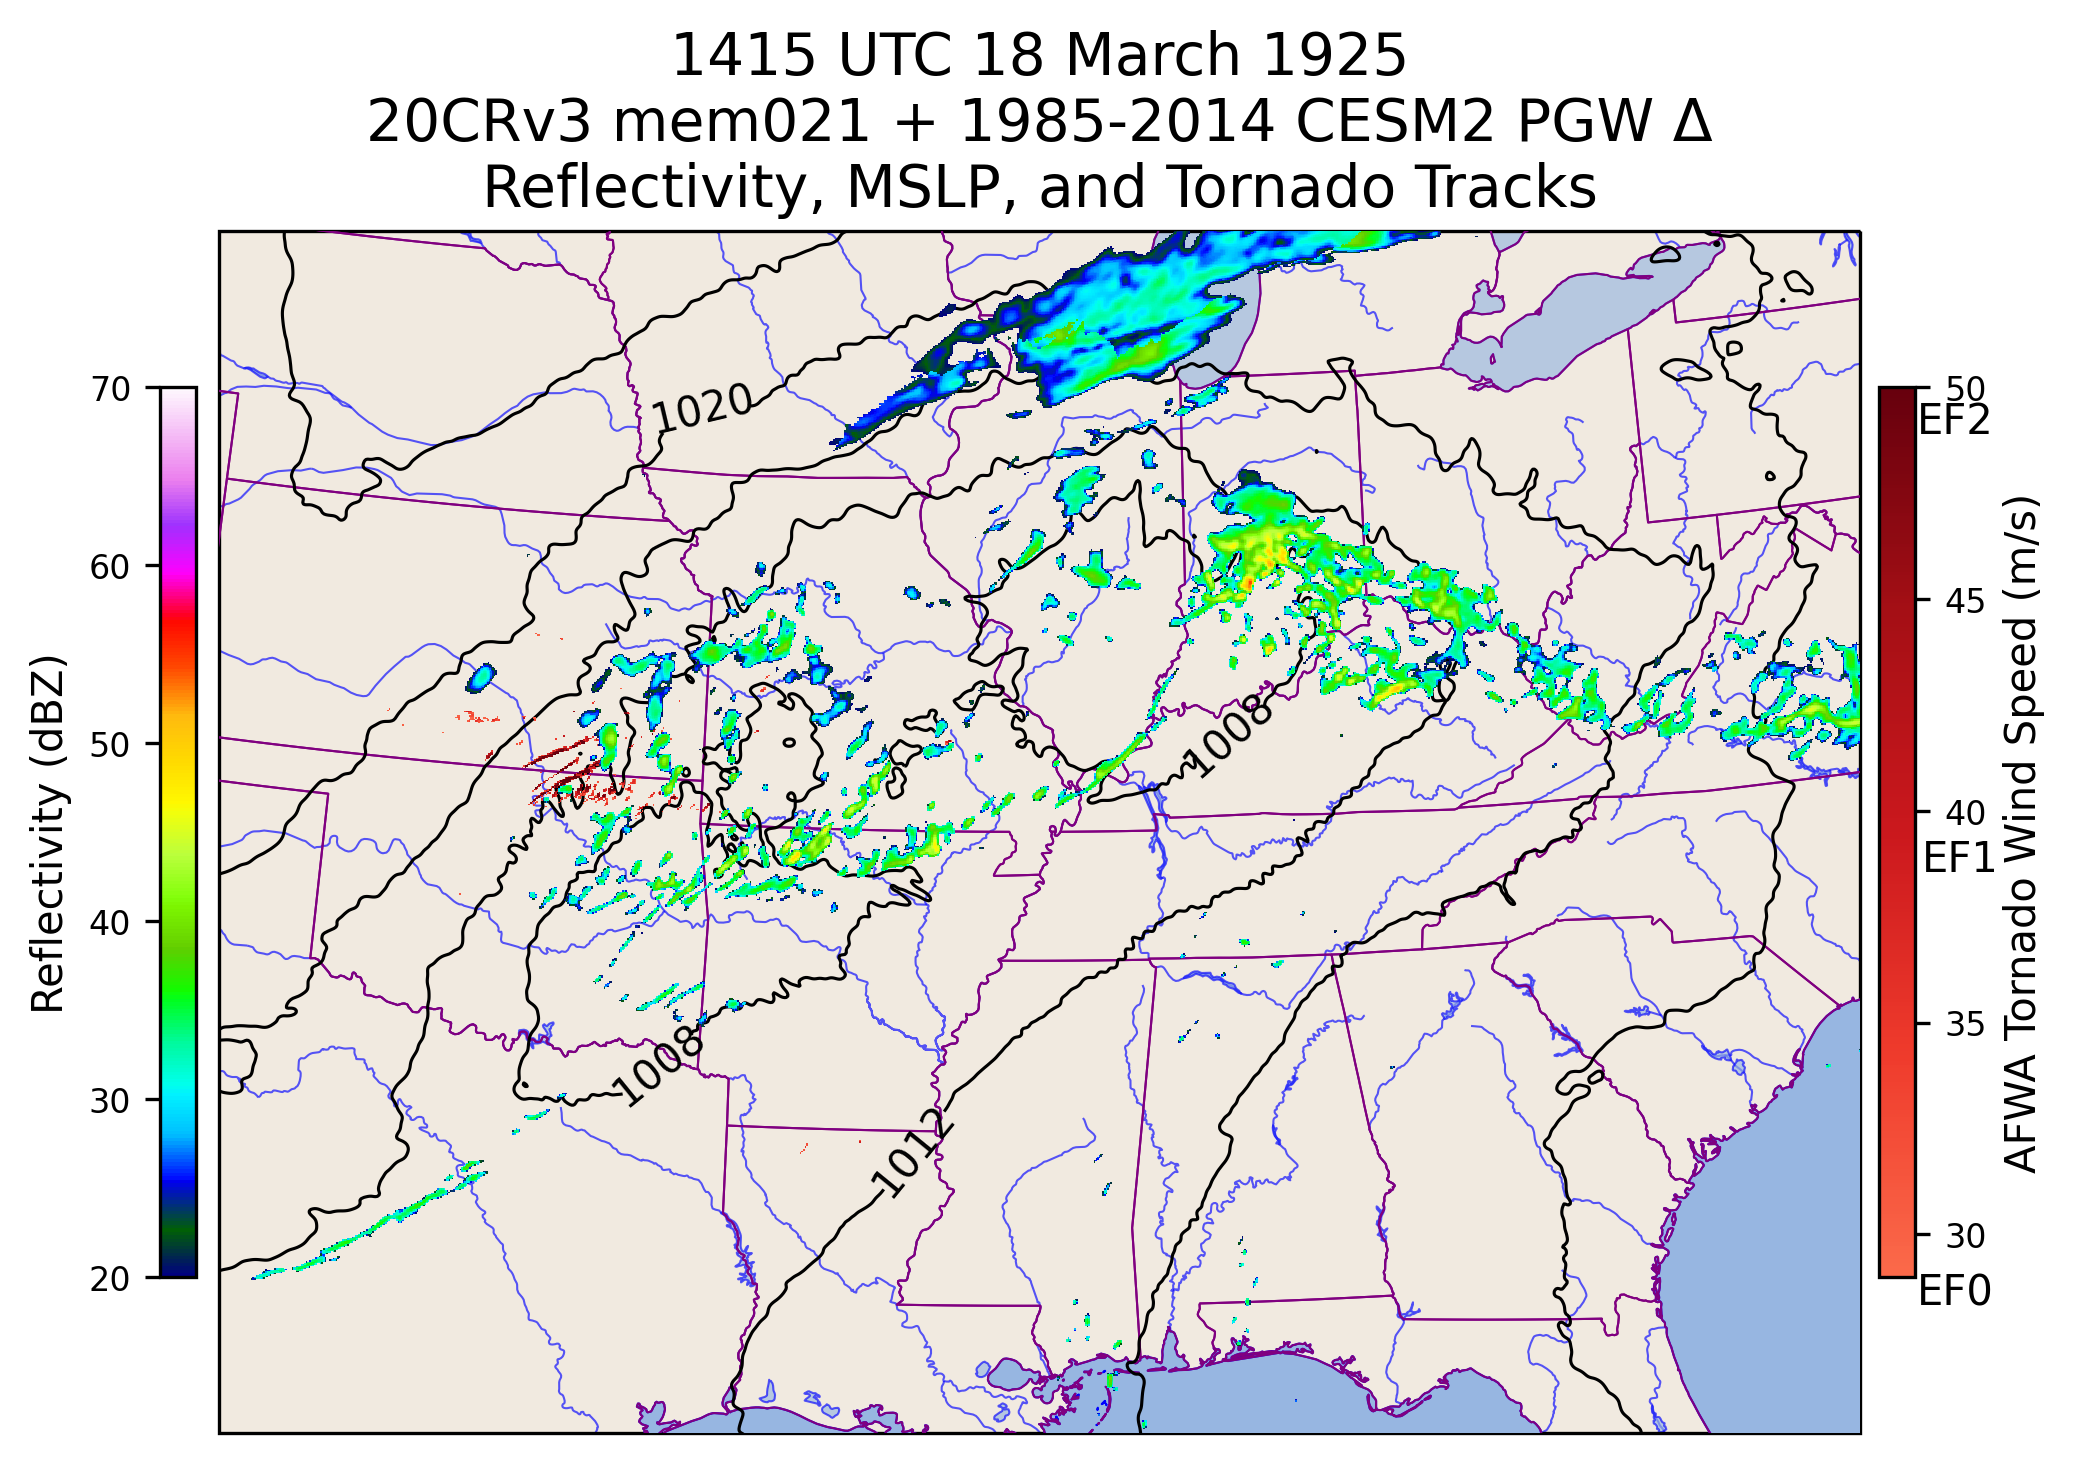 1415 UTC 18 March 1925
20CRv3 mem021 + 1985-2014 CESM2 PGW Δ
Reflectivity, MSLP, and Tornado Tracks
Reflectivity (dBZ)
70
60
50
40
30
20
1020
1008
1008
1012
50
EF2
45
40
EF1
35
30
EF0
AFWA Tornado Wind Speed (m/s)